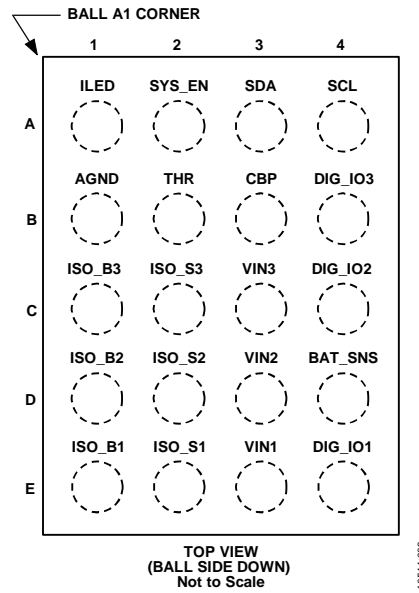 BALL A1 CORNER
1 2 3 4
ILED SYS_EN SDA SCL
A
AGND THR CBP DIG_IO3
B
ISO_B3 ISO_S3 VIN3 DIG_IO2
C
ISO_B2 ISO_S2 VIN2 BAT_SNS
D
ISO_B1 ISO_S1 VIN1 DIG_IO1
E
TOP VIEW
(BALL SIDE DOWN)
Not to Scale